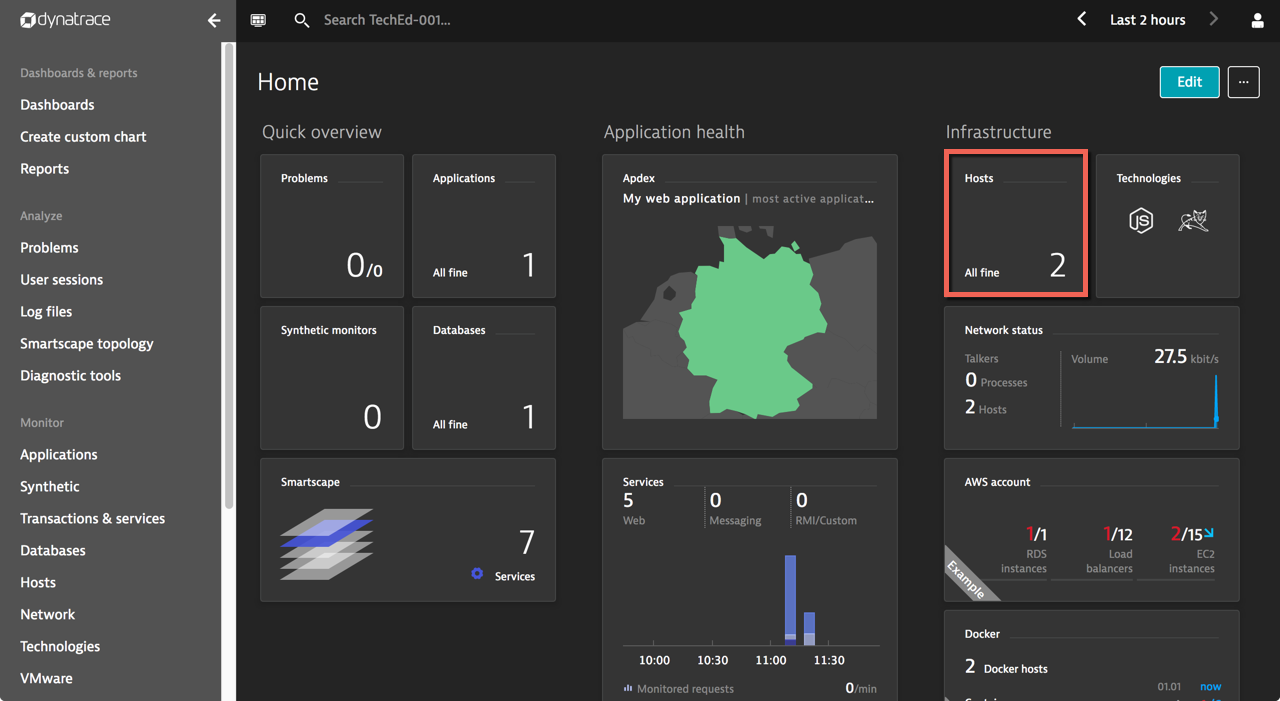 dynatrace
Search TechEd-001...
Last 2 hours
Dashboards & reports
Dashboards
Create custom chart
Reports
Analyze
Problems
User sessions
Log files
Smartscape topology
Diagnostic tools
Monitor
Applications
Synthetic
Transactions & services
Databases
Hosts
Network
Technologies
VMware
Home
Edit
...
Quick overview
Problems
0/0
Applications
All fine 1
Synthetic monitors
0
Databases
All fine 1
Smartscape
7
Services
Application health
Apdex
My web application | most active applicat...
Services
5 0 0
Web Messaging RMI/Custom
10:00 10:30 11:00 11:30
Monitored requests 0/min
Infrastructure
Hosts
All fine 2
Technologies
JS
Network status
Talkers
0 Processes
2 Hosts
Volume 27.5 kbit/s
AWS account
1/1 1/12 2/15
RDS instances
Load balancers
EC2 instances
Example
Docker
2 Docker hosts
01.01 now